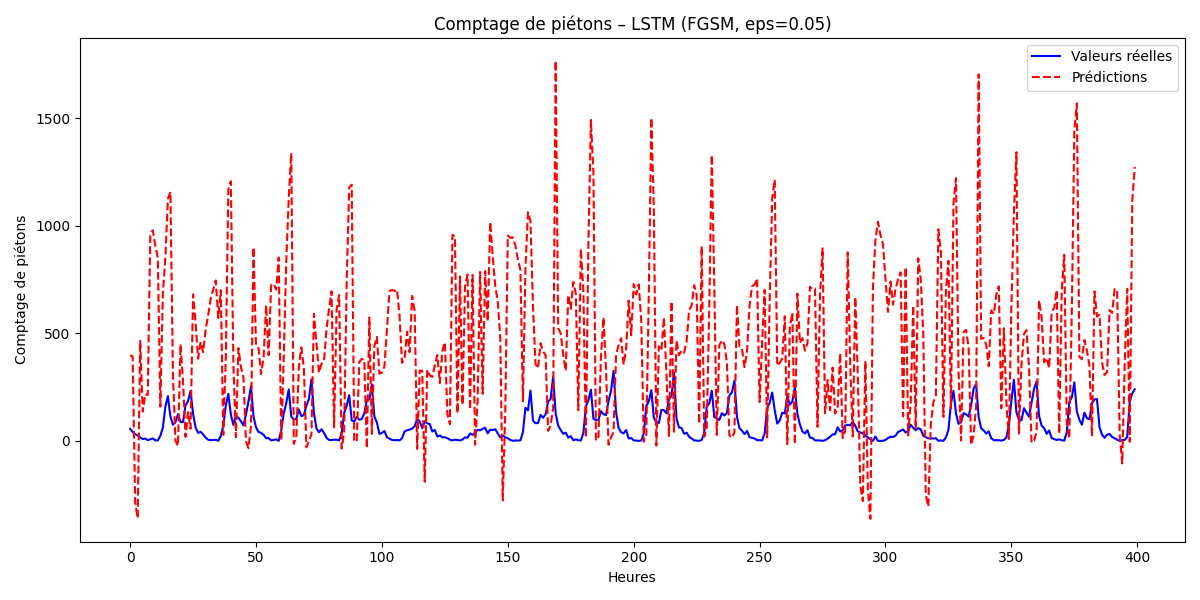 Comptage de piétons – LSTM (FGSM, eps=0.05)
Valeurs réelles
Prédictions
Comptage de piétons
1500
1000
500
0
0
50
100
150
200
250
300
350
400
Heures